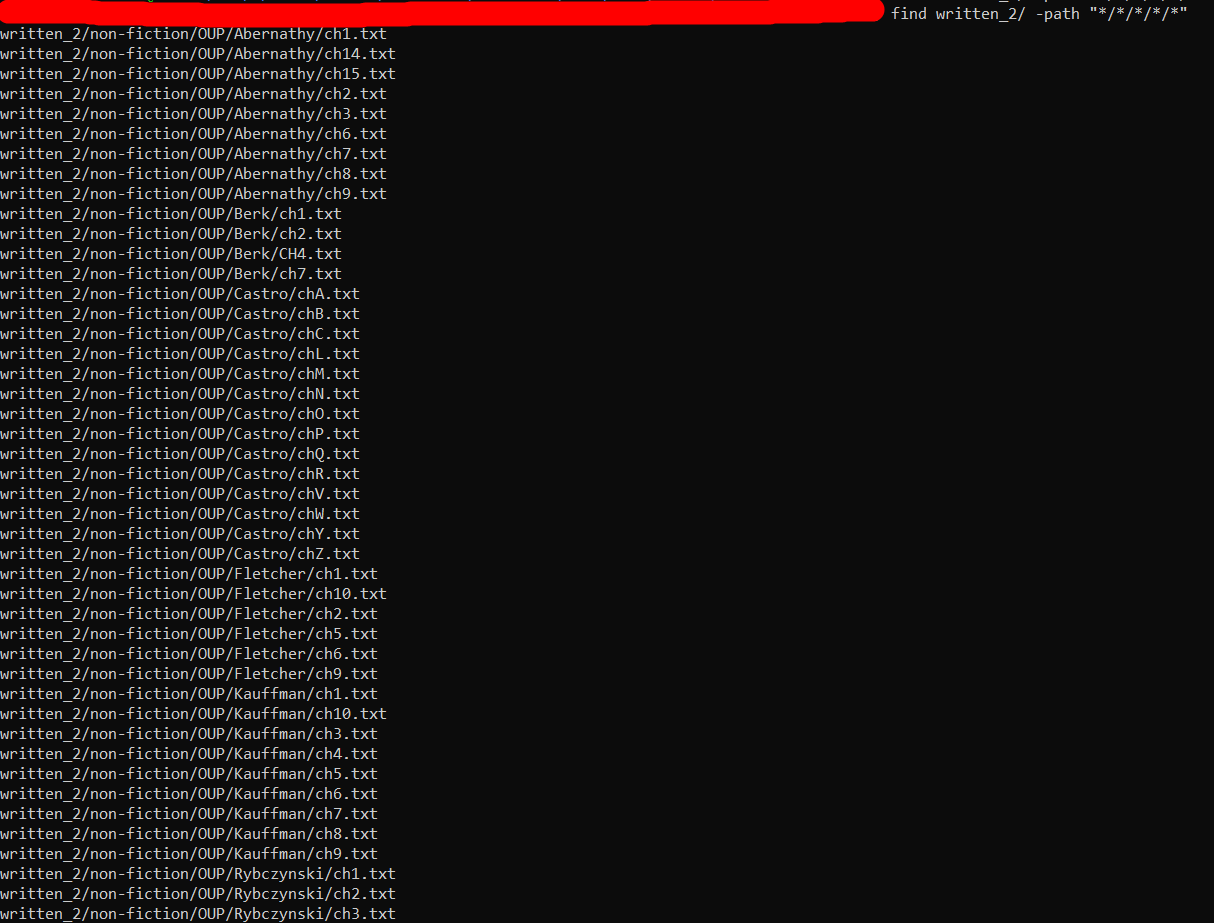 find written_2/ -path "*/*/*/*/*"
written_2/non-fiction/OUP/Abernathy/ch1.txt
written_2/non-fiction/OUP/Abernathy/ch14.txt
written_2/non-fiction/OUP/Abernathy/ch15.txt
written_2/non-fiction/OUP/Abernathy/ch2.txt
written_2/non-fiction/OUP/Abernathy/ch3.txt
written_2/non-fiction/OUP/Abernathy/ch6.txt
written_2/non-fiction/OUP/Abernathy/ch7.txt
written_2/non-fiction/OUP/Abernathy/ch8.txt
written_2/non-fiction/OUP/Abernathy/ch9.txt
written_2/non-fiction/OUP/Berk/ch1.txt
written_2/non-fiction/OUP/Berk/ch2.txt
written_2/non-fiction/OUP/Berk/CH4.txt
written_2/non-fiction/OUP/Berk/ch7.txt
written_2/non-fiction/OUP/Castro/chA.txt
written_2/non-fiction/OUP/Castro/chB.txt
written_2/non-fiction/OUP/Castro/chC.txt
written_2/non-fiction/OUP/Castro/chL.txt
written_2/non-fiction/OUP/Castro/chM.txt
written_2/non-fiction/OUP/Castro/chN.txt
written_2/non-fiction/OUP/Castro/chO.txt
written_2/non-fiction/OUP/Castro/chP.txt
written_2/non-fiction/OUP/Castro/chQ.txt
written_2/non-fiction/OUP/Castro/chR.txt
written_2/non-fiction/OUP/Castro/chV.txt
written_2/non-fiction/OUP/Castro/chW.txt
written_2/non-fiction/OUP/Castro/chY.txt
written_2/non-fiction/OUP/Castro/chZ.txt
written_2/non-fiction/OUP/Fletcher/ch1.txt
written_2/non-fiction/OUP/Fletcher/ch10.txt
written_2/non-fiction/OUP/Fletcher/ch2.txt
written_2/non-fiction/OUP/Fletcher/ch5.txt
written_2/non-fiction/OUP/Fletcher/ch6.txt
written_2/non-fiction/OUP/Fletcher/ch9.txt
written_2/non-fiction/OUP/Kauffman/ch1.txt
written_2/non-fiction/OUP/Kauffman/ch10.txt
written_2/non-fiction/OUP/Kauffman/ch3.txt
written_2/non-fiction/OUP/Kauffman/ch4.txt
written_2/non-fiction/OUP/Kauffman/ch5.txt
written_2/non-fiction/OUP/Kauffman/ch6.txt
written_2/non-fiction/OUP/Kauffman/ch7.txt
written_2/non-fiction/OUP/Kauffman/ch8.txt
written_2/non-fiction/OUP/Kauffman/ch9.txt
written_2/non-fiction/OUP/Rybczynski/ch1.txt
written_2/non-fiction/OUP/Rybczynski/ch2.txt
written_2/non-fiction/OUP/Rybczynski/ch3.txt